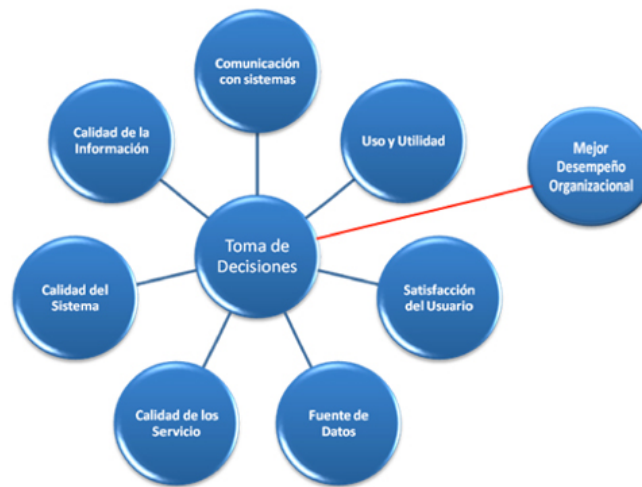 Comunicación
con sistemas
Calidad de la
Información
Uso y Utilidad
Mejor
Desempeño
Organizacional
Toma de
Decisiones
Calidad del
Sistema
Satisfacción
del Usuario
Calidad de los
Servicio
Fuente de
Datos